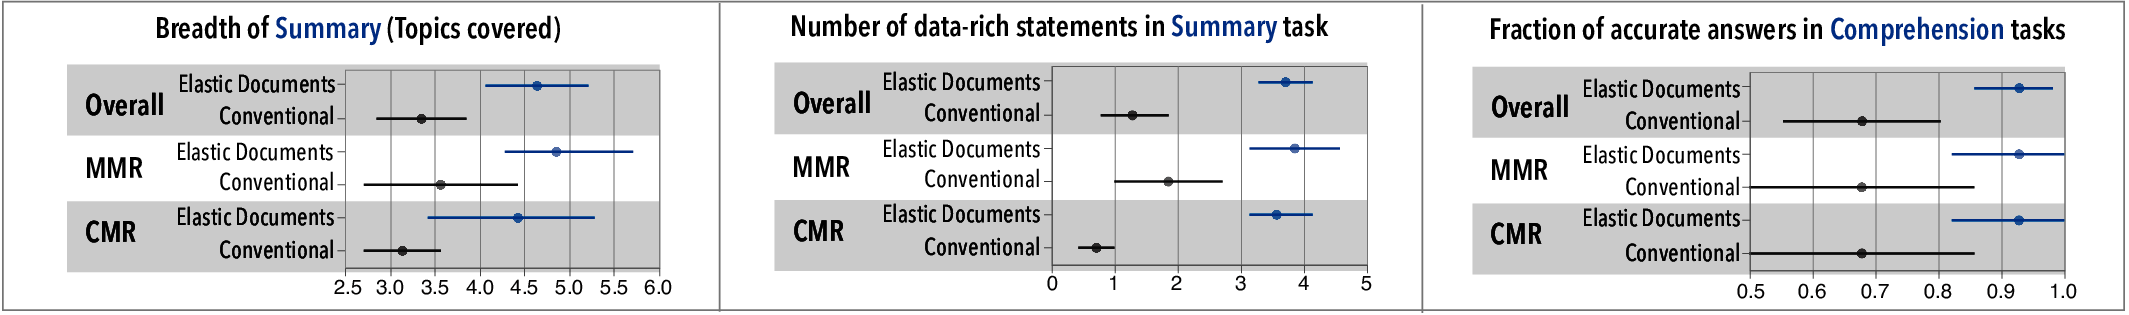 Breadth of Summary (Topics covered)
Overall
Elastic Documents
Conventional
MMR
Elastic Documents
Conventional
CMR
Elastic Documents
Conventional
2.5 3.0 3.5 4.0 4.5 5.0 5.5 6.0
Number of data-rich statements in Summary task
Overall
Elastic Documents
Conventional
MMR
Elastic Documents
Conventional
CMR
Elastic Documents
Conventional
0 1 2 3 4 5
Fraction of accurate answers in Comprehension tasks
Overall
Elastic Documents
Conventional
MMR
Elastic Documents
Conventional
CMR
Elastic Documents
Conventional
0.5 0.6 0.7 0.8 0.9 1.0